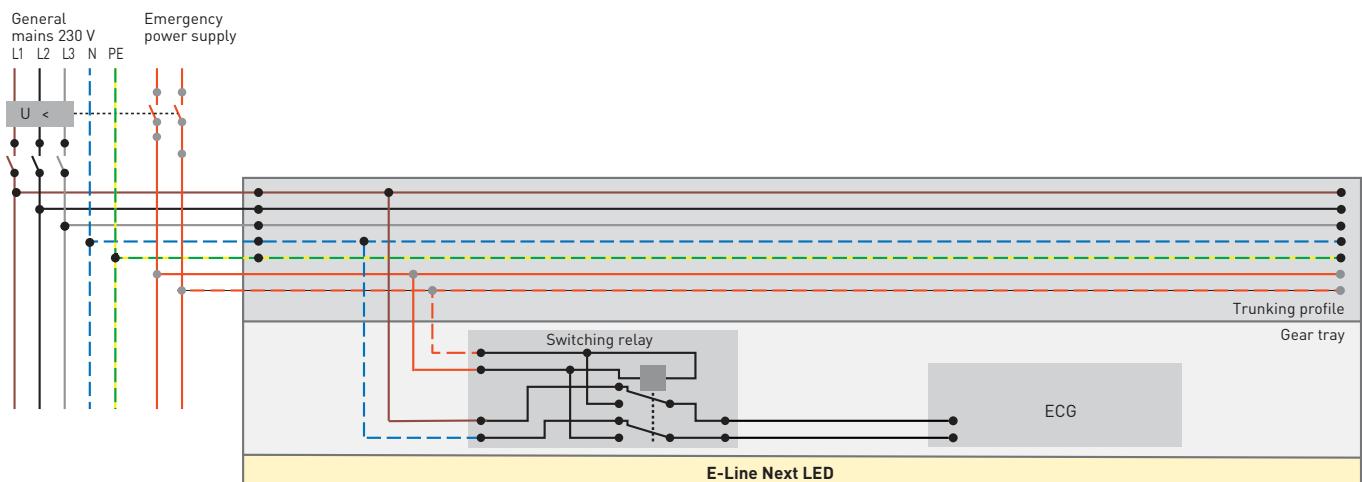 General
mains 230 V
Emergency
power supply
L1 L2 L3 N PE
U <
Trunking profile
Gear tray
Switching relay
ECG
E-Line Next LED